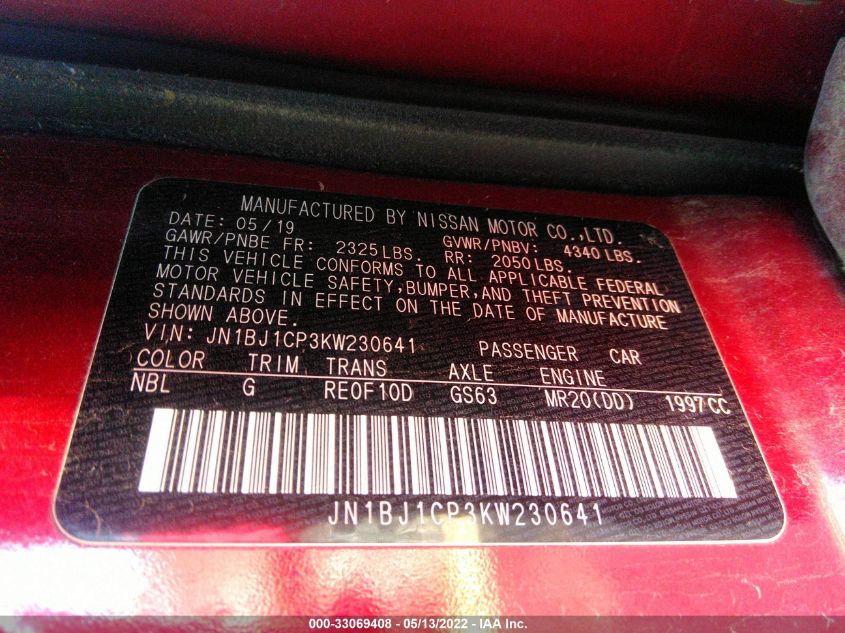 MANUFACTURED BY NISSAN MOTOR CO.,LTD.
DATE: 05/19
GAWR/PNBE FR: 2325 LBS. GVWR/PNBV: 4340 LBS.
RR: 2050 LBS.
THIS VEHICLE CONFORMS TO ALL APPLICABLE FEDERAL
MOTOR VEHICLE SAFETY,BUMPER,AND THEFT PREVENTION
STANDARDS IN EFFECT ON THE DATE OF MANUFACTURE
SHOWN ABOVE.
VIN: JN1BJ1CP3KW230641 PASSENGER CAR
COLOR TRIM TRANS AXLE ENGINE
NBL G RE0F10D GS63 MR20(DD) 1997CC
JN1BJ1CP3KW230641
000-33069408 - 05/13/2022 - IAA Inc.